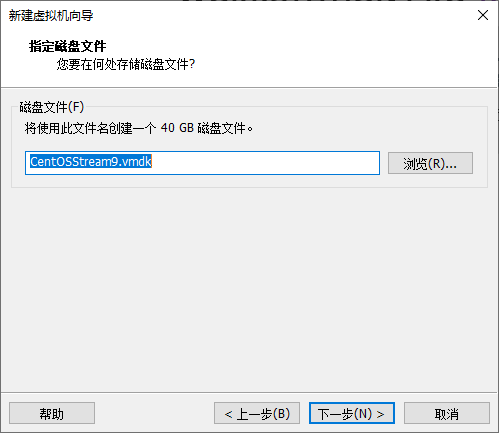 新建虚拟机向导
指定磁盘文件
您要在何处存储磁盘文件?
磁盘文件(F)
将使用此文件名创建一个 40 GB 磁盘文件。
CentOSStream9.vmdk
浏览(R)...
帮助
< 上一步(B)
下一步(N) >
取消